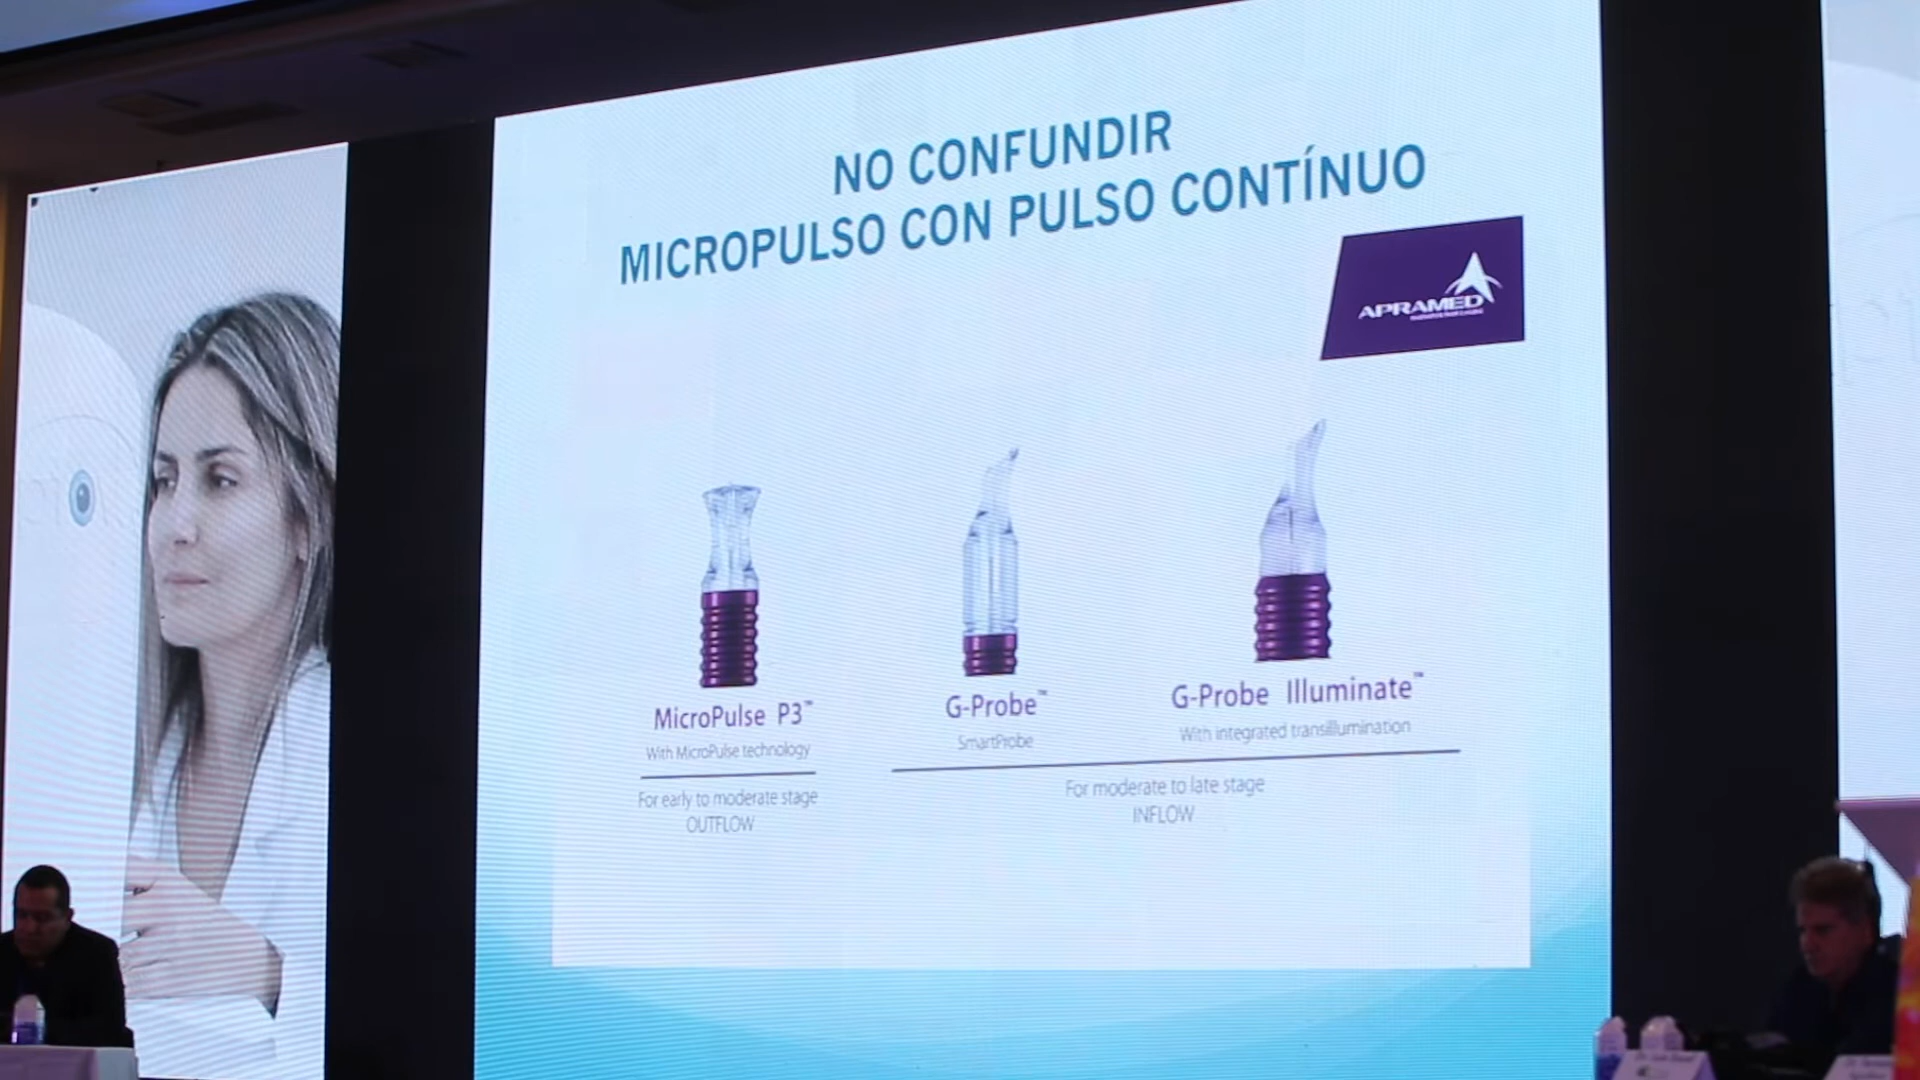 NO CONFUNDIR
MICROPULSO CON PULSO CONTÍNUO
APRAMED
MicroPulse P3™
With MicroPulse technology
For early to moderate stage
OUTFLOW
G-Probe™
SmartProbe
G-Probe Illuminate™
With integrated transillumination
For moderate to late stage
INFLOW